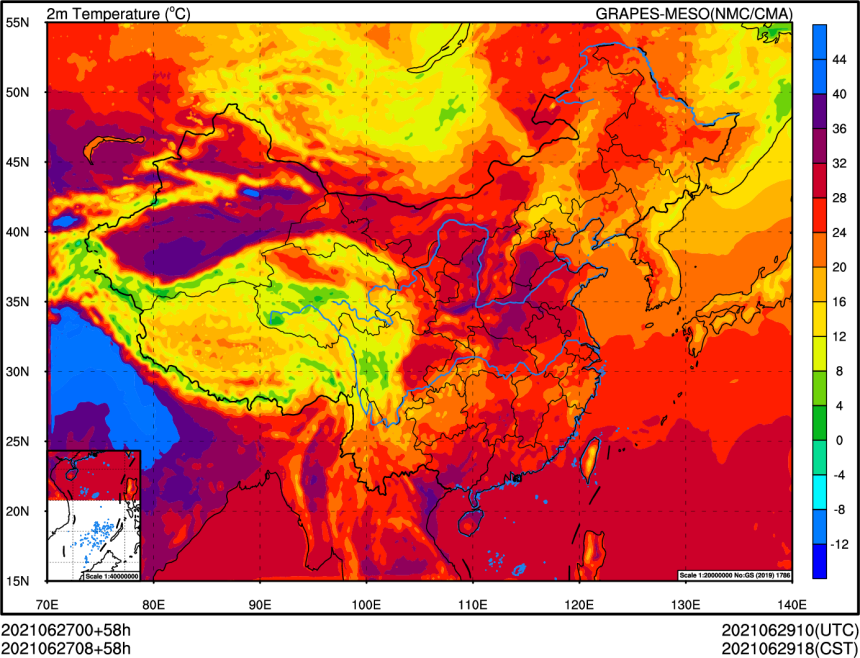 2m Temperature (°C) GRAPES-MESO(NMC/CMA)
55N
50N
45N
40N
35N
30N
25N
20N
15N
70E 80E 90E 100E 110E 120E 130E 140E
44
40
36
32
28
24
20
16
12
8
4
0
-4
-8
-12
Scale 1:40000000
Scale 1:20000000 No:GS (2019) 1786
2021062700+58h 2021062910(UTC)
2021062708+58h 2021062918(CST)